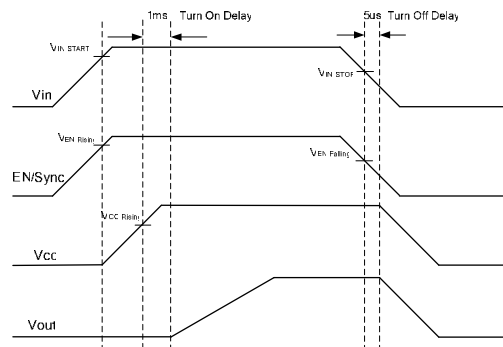 1ms Turn On Delay
5us Turn Off Delay
VIN START
VIN STOP
Vin
VEN Rising
VEN Falling
EN/Sync
VCC Rising
Vcc
Vout